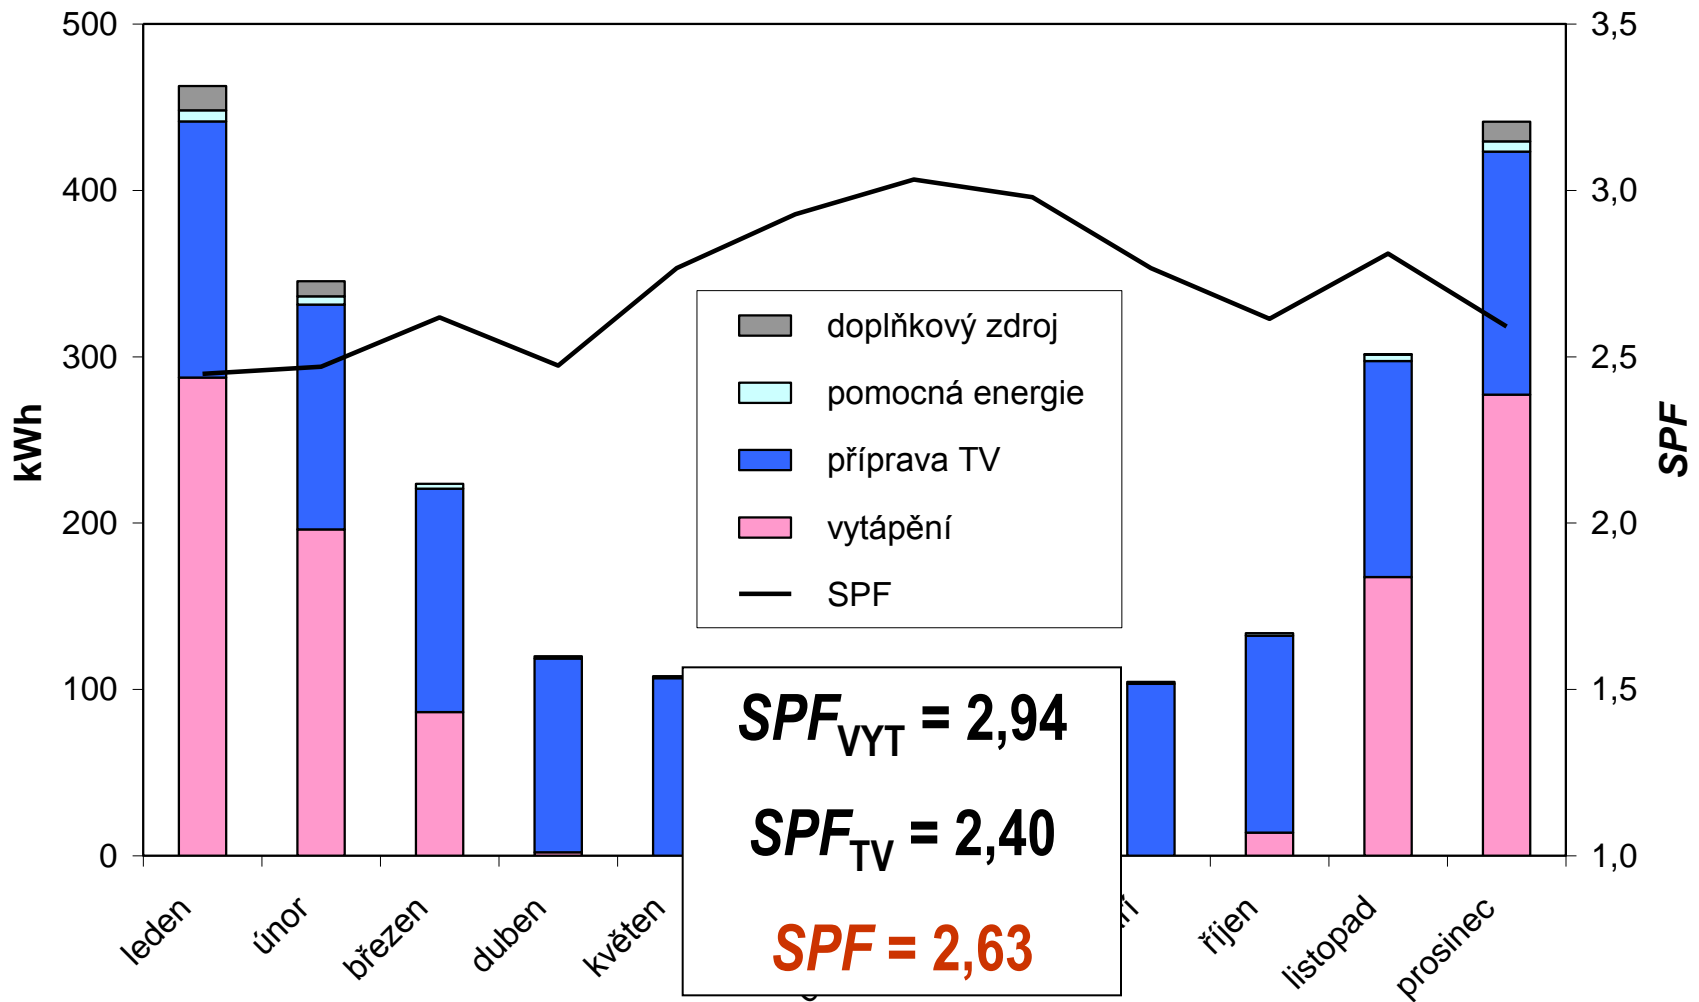 500
400
300
200
100
0
kWh
3,5
3,0
2,5
2,0
1,5
1,0
SPF
doplňkový zdroj
pomocná energie
příprava TV
vytápění
SPF
SPF_VYT = 2,94
SPF_TV = 2,40
SPF = 2,63
leden
únor
březen
duben
květen
říjen
listopad
prosinec